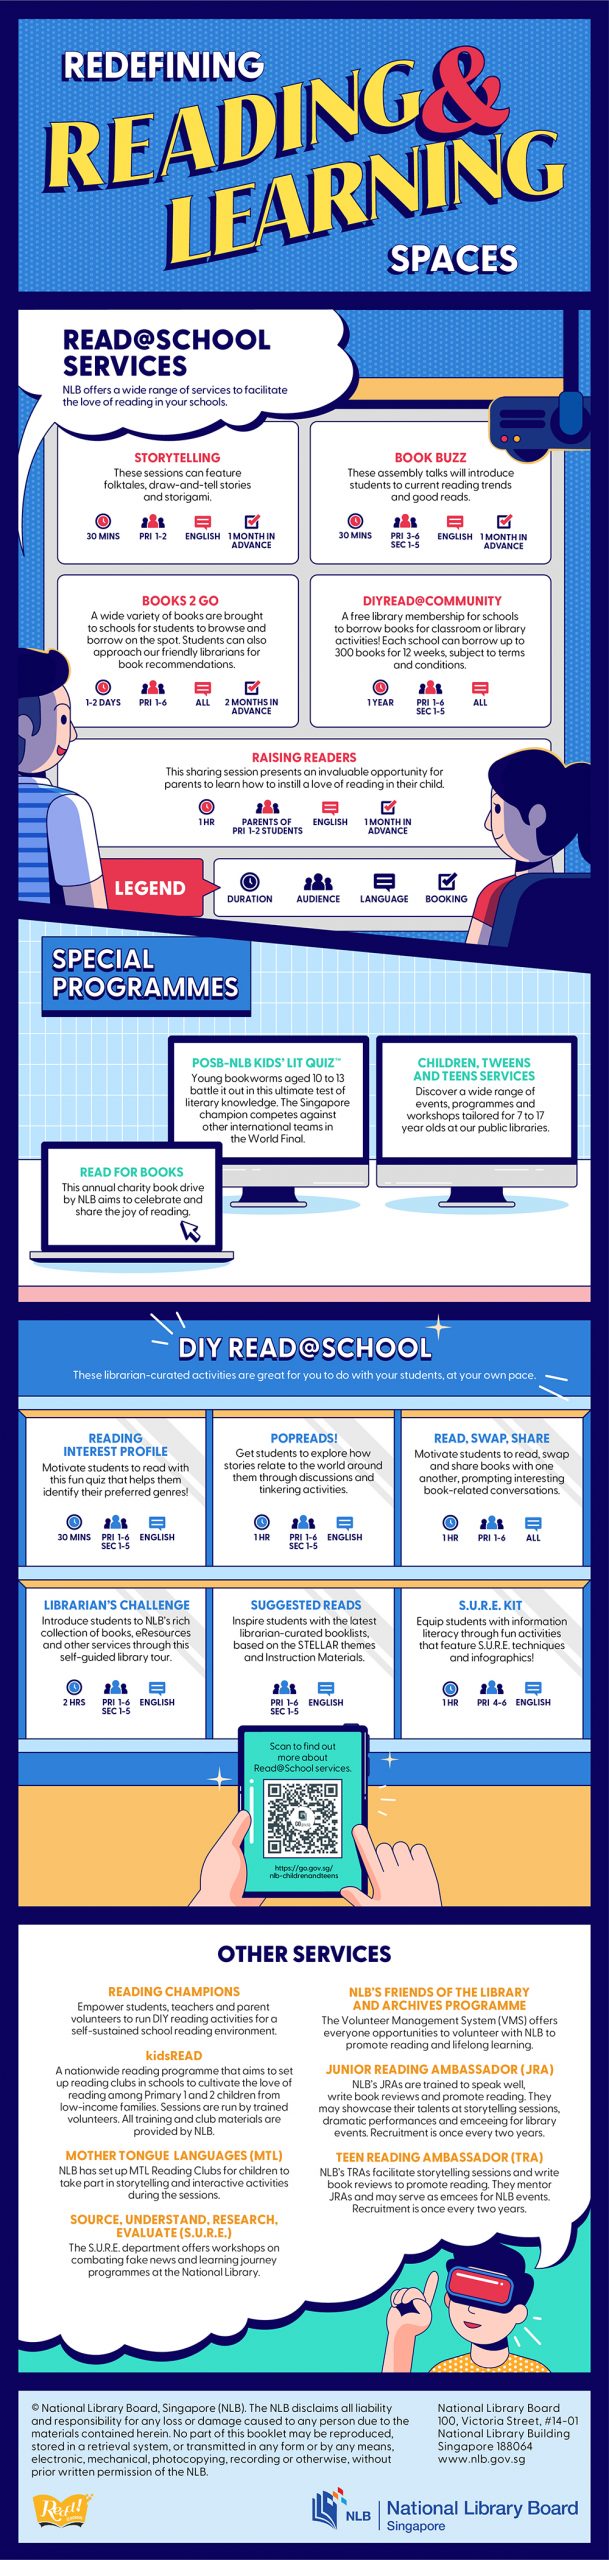 REDEFINING
READING &
LEARNING
SPACES
READ@SCHOOL
SERVICES
NLB offers a wide range of services to facilitate
the love of reading in your schools.
STORYTELLING
These sessions can feature
folktales, draw-and-tell stories
and storigami.
30 MINS
PRI 1-2
ENGLISH
1 MONTH IN
ADVANCE
BOOK BUZZ
These assembly talks will introduce
students to current reading trends
and good reads.
30 MINS
PRI 3-6
SEC 1-5
ENGLISH
1 MONTH IN
ADVANCE
BOOKS 2 GO
A wide variety of books are brought
to schools for students to browse and
borrow on the spot. Students can also
approach our friendly librarians for
book recommendations.
1-2 DAYS
PRI 1-6
ALL
2 MONTHS IN
ADVANCE
DIYREAD@COMMUNITY
A free library membership for schools
to borrow books for classroom or library
activities! Each school can borrow up to
300 books for 12 weeks, subject to terms
and conditions.
1 YEAR
PRI 1-6
SEC 1-5
ALL
RAISING READERS
This sharing session presents an invaluable opportunity for
parents to learn how to instill a love of reading in their child.
1 HR
PARENTS OF
PRI 1-2 STUDENTS
ENGLISH
1 MONTH IN
ADVANCE
LEGEND
DURATION
AUDIENCE
LANGUAGE
BOOKING
SPECIAL
PROGRAMMES
POSB-NLB KIDS' LIT QUIZ™
Young bookworms aged 10 to 13
battle it out in this ultimate test of
literary knowledge. The Singapore
champion competes against
other international teams in
the World Final.
CHILDREN, TWEENS
AND TEENS SERVICES
Discover a wide range of
events, programmes and
workshops tailored for 7 to 17
year olds at our public libraries.
READ FOR BOOKS
This annual charity book drive
by NLB aims to celebrate and
share the joy of reading.
DIY READ@SCHOOL
These librarian-curated activities are great for you to do with your students, at your own pace.
READING
INTEREST PROFILE
Motivate students to read with
this fun quiz that helps them
identify their preferred genres!
30 MINS
PRI 1-6
SEC 1-5
ENGLISH
POPREADS!
Get students to explore how
stories relate to the world around
them through discussions and
tinkering activities.
1 HR
PRI 1-6
SEC 1-5
ENGLISH
READ, SWAP, SHARE
Motivate students to read, swap
and share books with one
another, prompting interesting
book-related conversations.
1 HR
PRI 1-6
ALL
LIBRARIAN'S CHALLENGE
Introduce students to NLB's rich
collection of books, eResources
and other services through this
self-guided library tour.
2 HRS
PRI 1-6
SEC 1-5
ENGLISH
SUGGESTED READS
Inspire students with the latest
librarian-curated booklists,
based on the STELLAR themes
and Instruction Materials.
PRI 1-6
SEC 1-5
ENGLISH
S.U.R.E. KIT
Equip students with information
literacy through fun activities
that feature S.U.R.E. techniques
and infographics!
1 HR
PRI 4-6
ENGLISH
Scan to find out
more about
Read@School services.
https://go.gov.sg/
nlb-childrenandteens
OTHER SERVICES
READING CHAMPIONS
Empower students, teachers and parent
volunteers to run DIY reading activities for a
self-sustained school reading environment.
kidsREAD
A nationwide reading programme that aims to set
up reading clubs in schools to cultivate the love of
reading among Primary 1 and 2 children from
low-income families. Sessions are run by trained
volunteers. All training and club materials are
provided by NLB.
MOTHER TONGUE LANGUAGES (MTL)
NLB has set up MTL Reading Clubs for children to
take part in storytelling and interactive activities
during the sessions.
SOURCE, UNDERSTAND, RESEARCH,
EVALUATE (S.U.R.E.)
The S.U.R.E. department offers workshops on
combating fake news and learning journey
programmes at the National Library.
NLB'S FRIENDS OF THE LIBRARY
AND ARCHIVES PROGRAMME
The Volunteer Management System (VMS) offers
everyone opportunities to volunteer with NLB to
promote reading and lifelong learning.
JUNIOR READING AMBASSADOR (JRA)
NLB's JRAs are trained to speak well,
write book reviews and promote reading. They
may showcase their talents at storytelling sessions,
dramatic performances and emceeing for library
events. Recruitment is once every two years.
TEEN READING AMBASSADOR (TRA)
NLB's TRAs facilitate storytelling sessions and write
book reviews to promote reading. They mentor
JRAs and may serve as emcees for NLB events.
Recruitment is once every two years.
© National Library Board, Singapore (NLB). The NLB disclaims all liability
and responsibility for any loss or damage caused to any person due to the
materials contained herein. No part of this booklet may be reproduced,
stored in a retrieval system, or transmitted in any form or by any means,
electronic, mechanical, photocopying, recording or otherwise, without
prior written permission of the NLB.
National Library Board
100, Victoria Street, #14-01
National Library Building
Singapore 188064
www.nlb.gov.sg
Read!
NLB
National Library Board
Singapore